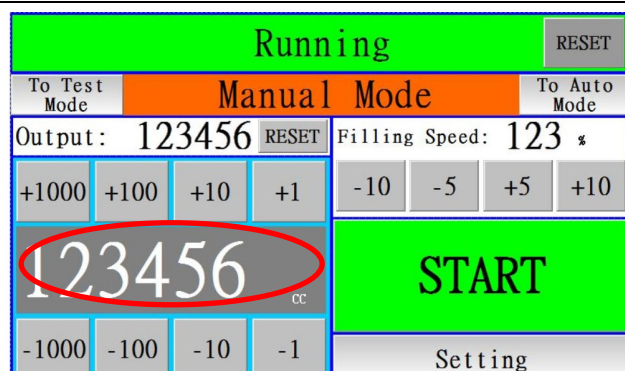 Running RESET
To Test Mode Manual Mode To Auto Mode
Output: 123456 RESET Filling Speed: 123 %
+1000 +100 +10 +1 -10 -5 +5 +10
123456 cc START
-1000 -100 -10 -1 Setting